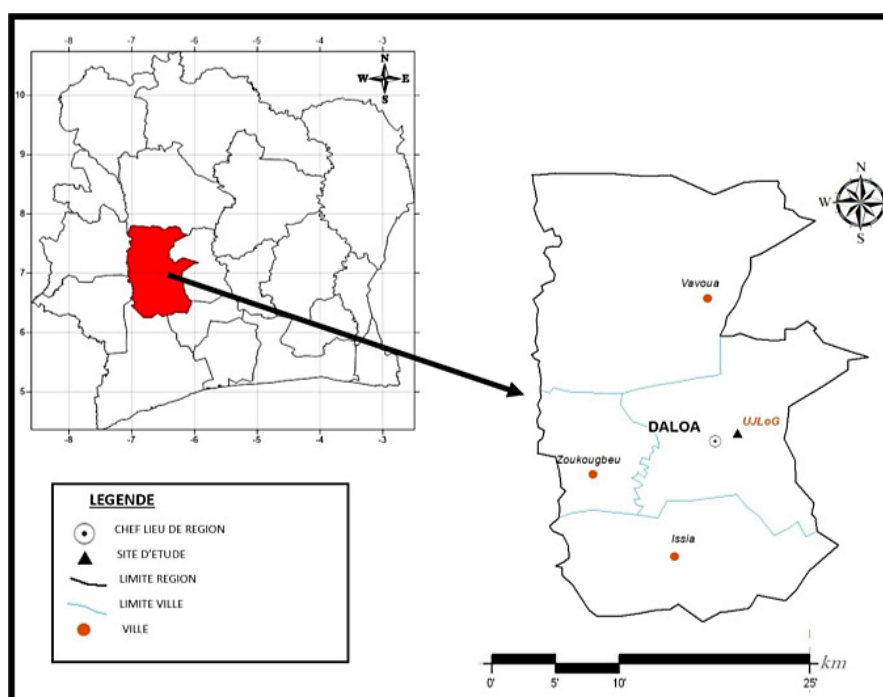 -8 -7 -6 -5 -4 -3
N
W E
S
10
9
8
7
6
5
-8 -7 -6 -5 -4 -3
N
W
S
Vavoua
DALOA
UJLoG
Zoukougbeu
Issia
LEGENDE
CHEF LIEU DE REGION
SITE D'ETUDE
LIMITE REGION
LIMITE VILLE
VILLE
km
0' 5' 10' 25'